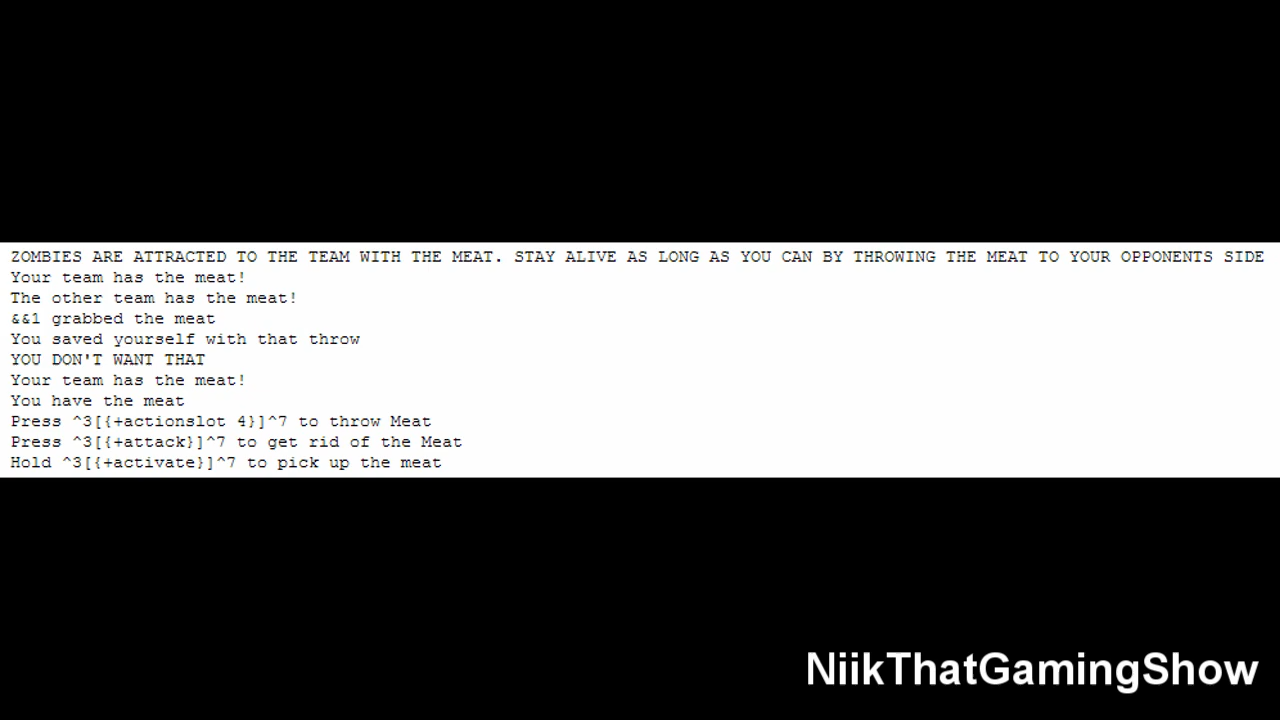 ZOMBIES ARE ATTRACTED TO THE TEAM WITH THE MEAT. STAY ALIVE AS LONG AS YOU CAN BY THROWING THE MEAT TO YOUR OPPONENTS SIDE
Your team has the meat!
The other team has the meat!
&&1 grabbed the meat
You saved yourself with that throw
YOU DON'T WANT THAT
Your team has the meat!
You have the meat
Press ^3[{+actionslot 4}]^7 to throw Meat
Press ^3[{+attack}]^7 to get rid of the Meat
Hold ^3[{+activate}]^7 to pick up the meat
NiikThatGamingShow